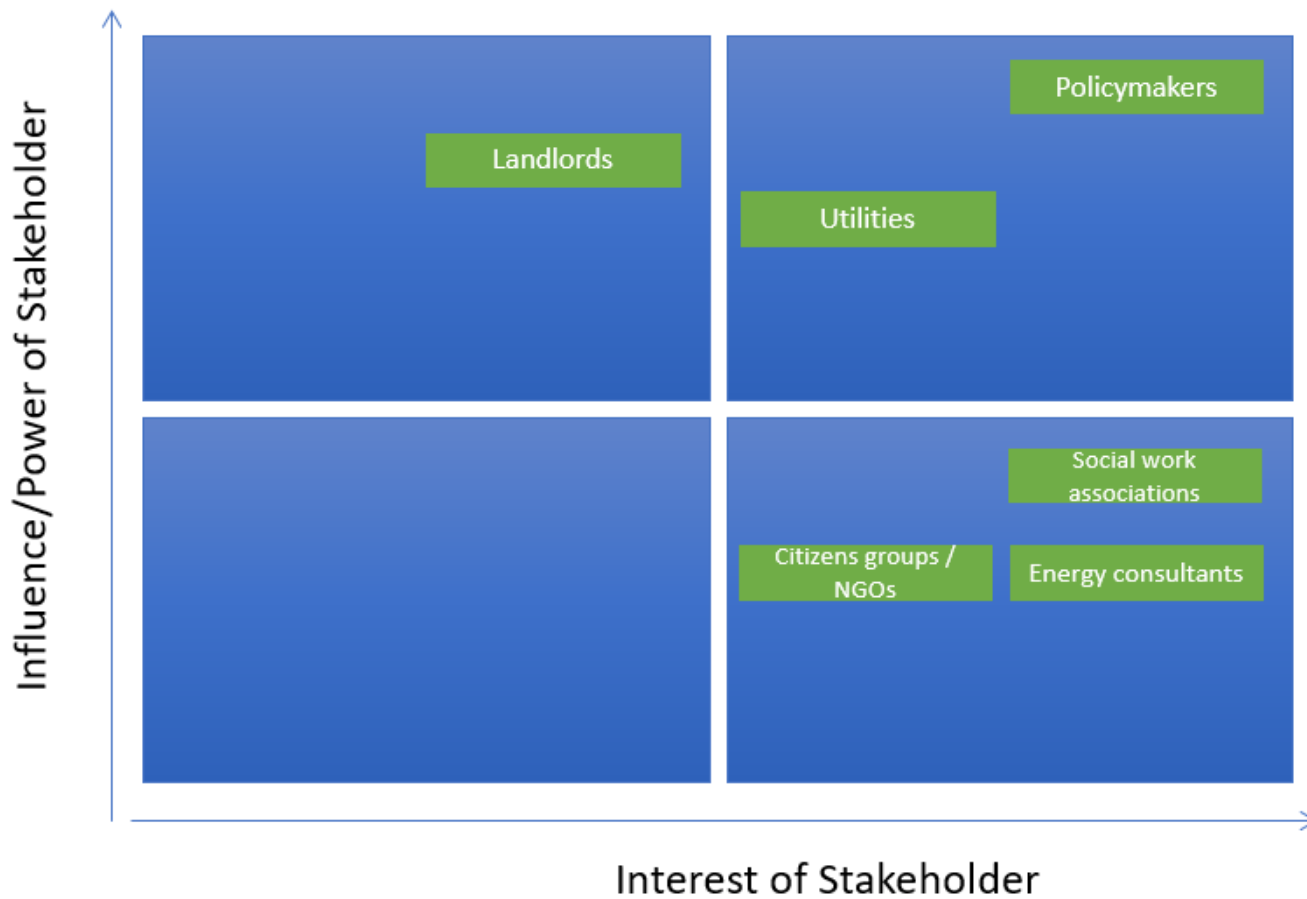 Influence/Power of Stakeholder
Policymakers
Landlords
Utilities
Social work
associations
Citizens groups /
NGOs
Energy consultants
Interest of Stakeholder